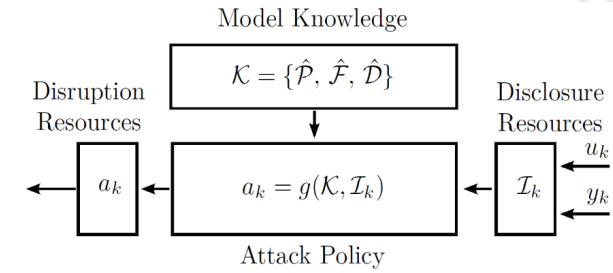 Model Knowledge
𝒦 = {𝒫̂, ℱ̂, 𝒟̂}
Disruption
Resources
Disclosure
Resources
a_k
a_k = g(𝒦, ℐ_k)
ℐ_k
u_k
y_k
Attack Policy